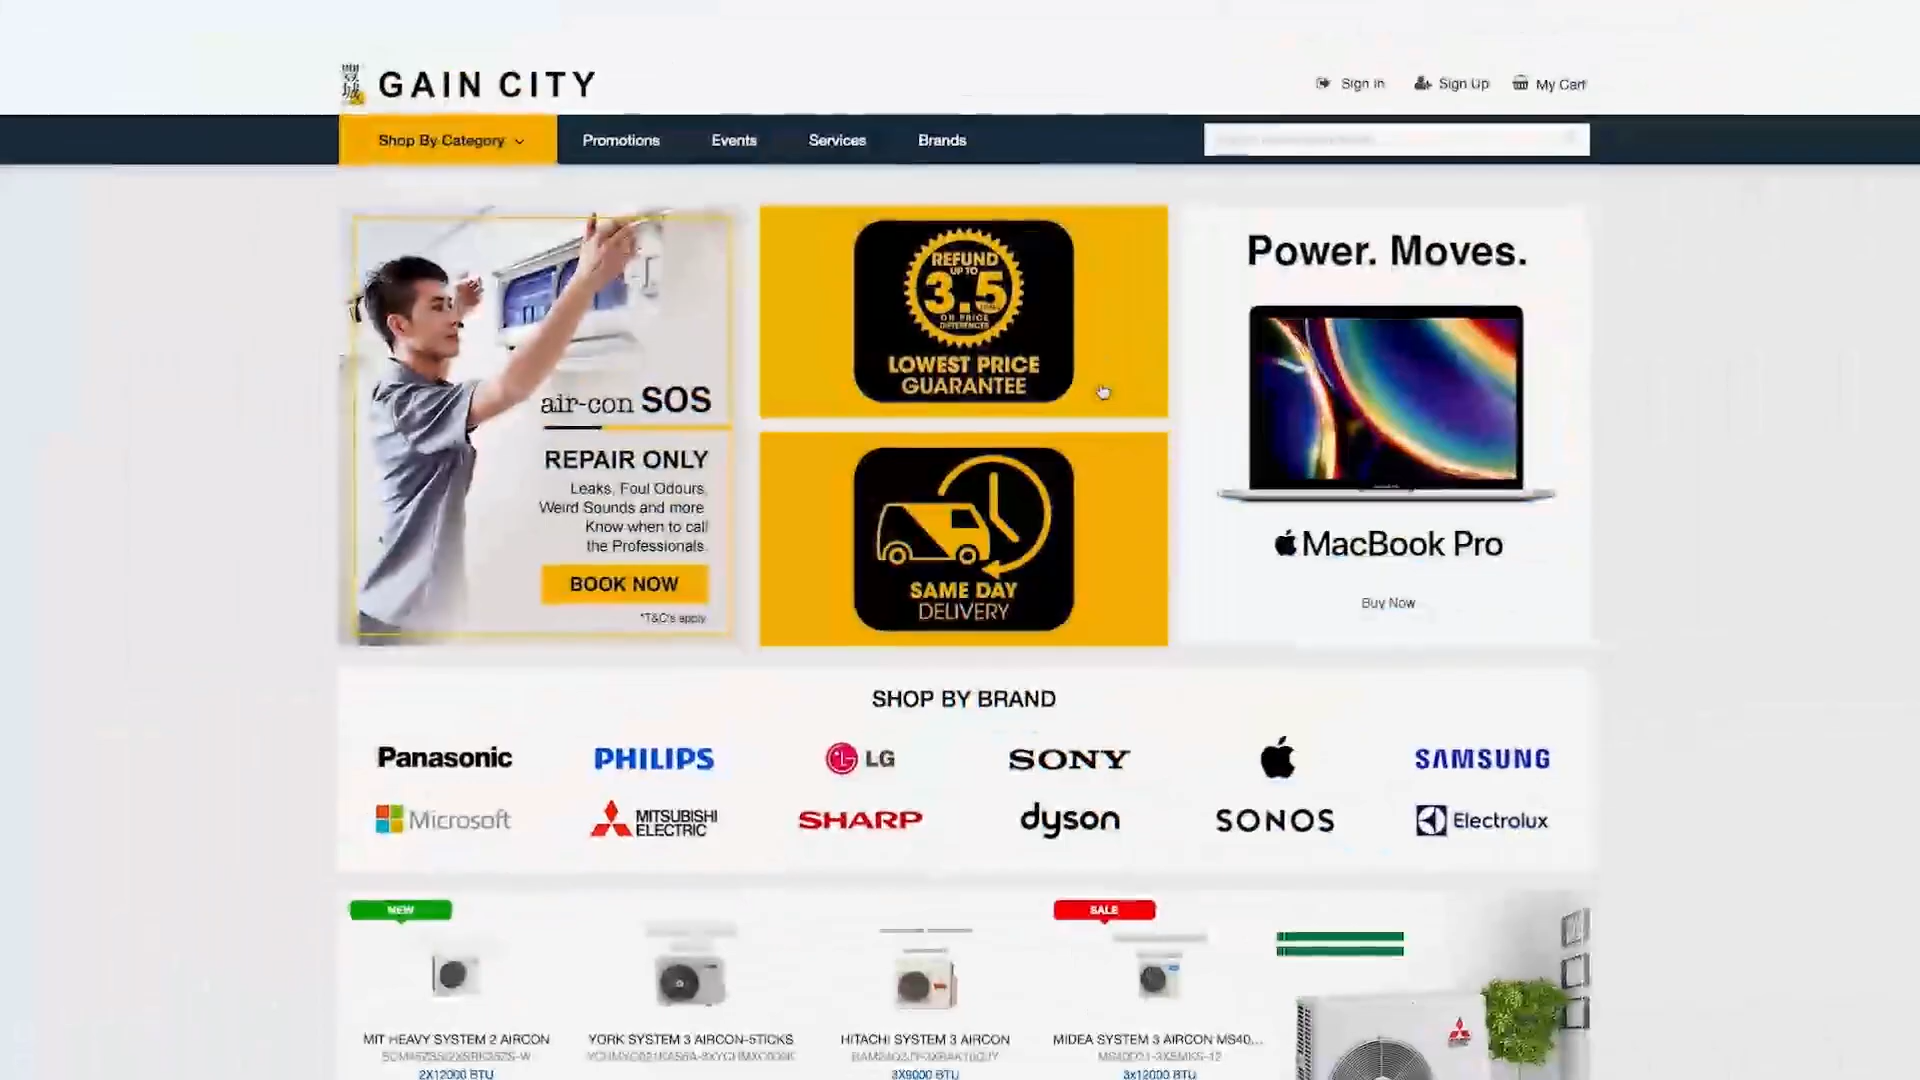 GAIN CITY
Sign In
Sign Up
My Cart
Shop By Category
Promotions
Events
Services
Brands
air-con SOS
REPAIR ONLY
Leaks, Foul Odours,
Weird Sounds and more.
Know when to call
the Professionals.
BOOK NOW
*T&C's apply
REFUND
UP TO
3.5
ON PRICE
DIFFERENCES
LOWEST PRICE
GUARANTEE
SAME DAY
DELIVERY
Power. Moves.
MacBook Pro
Buy Now
SHOP BY BRAND
Panasonic
PHILIPS
LG
SONY
SAMSUNG
Microsoft
MITSUBISHI
ELECTRIC
SHARP
dyson
SONOS
Electrolux
NEW
SALE
MIT HEAVY SYSTEM 2 AIRCON
YORK SYSTEM 3 AIRCON-5TICKS
HITACHI SYSTEM 3 AIRCON
MIDEA SYSTEM 3 AIRCON MS40...
2X12000 BTU
3X9000 BTU
3x12000 BTU